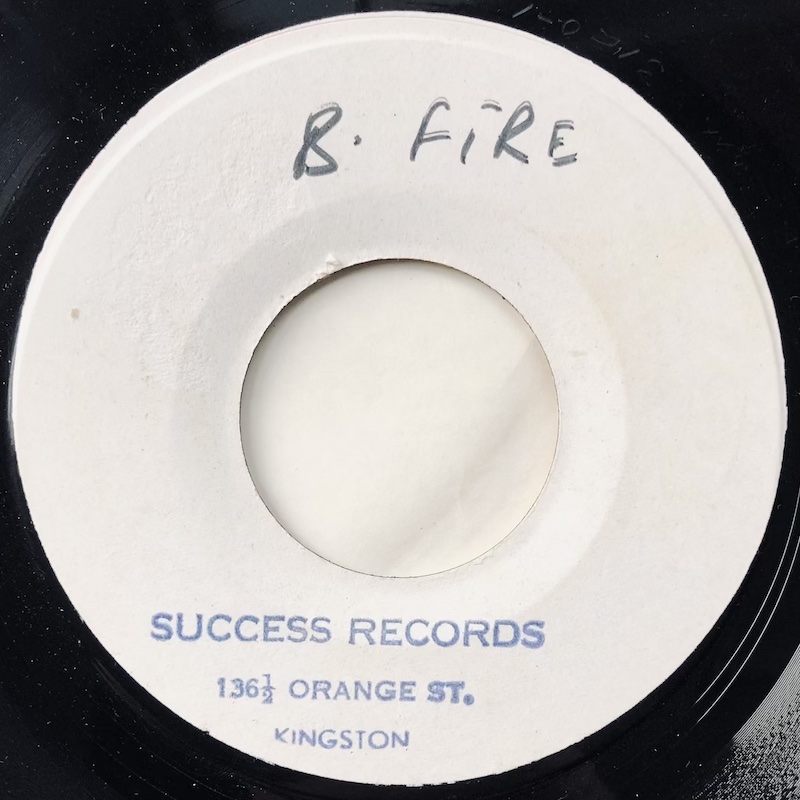 B. FiRE
SUCCESS RECORDS
136½ ORANGE ST.
KINGSTON